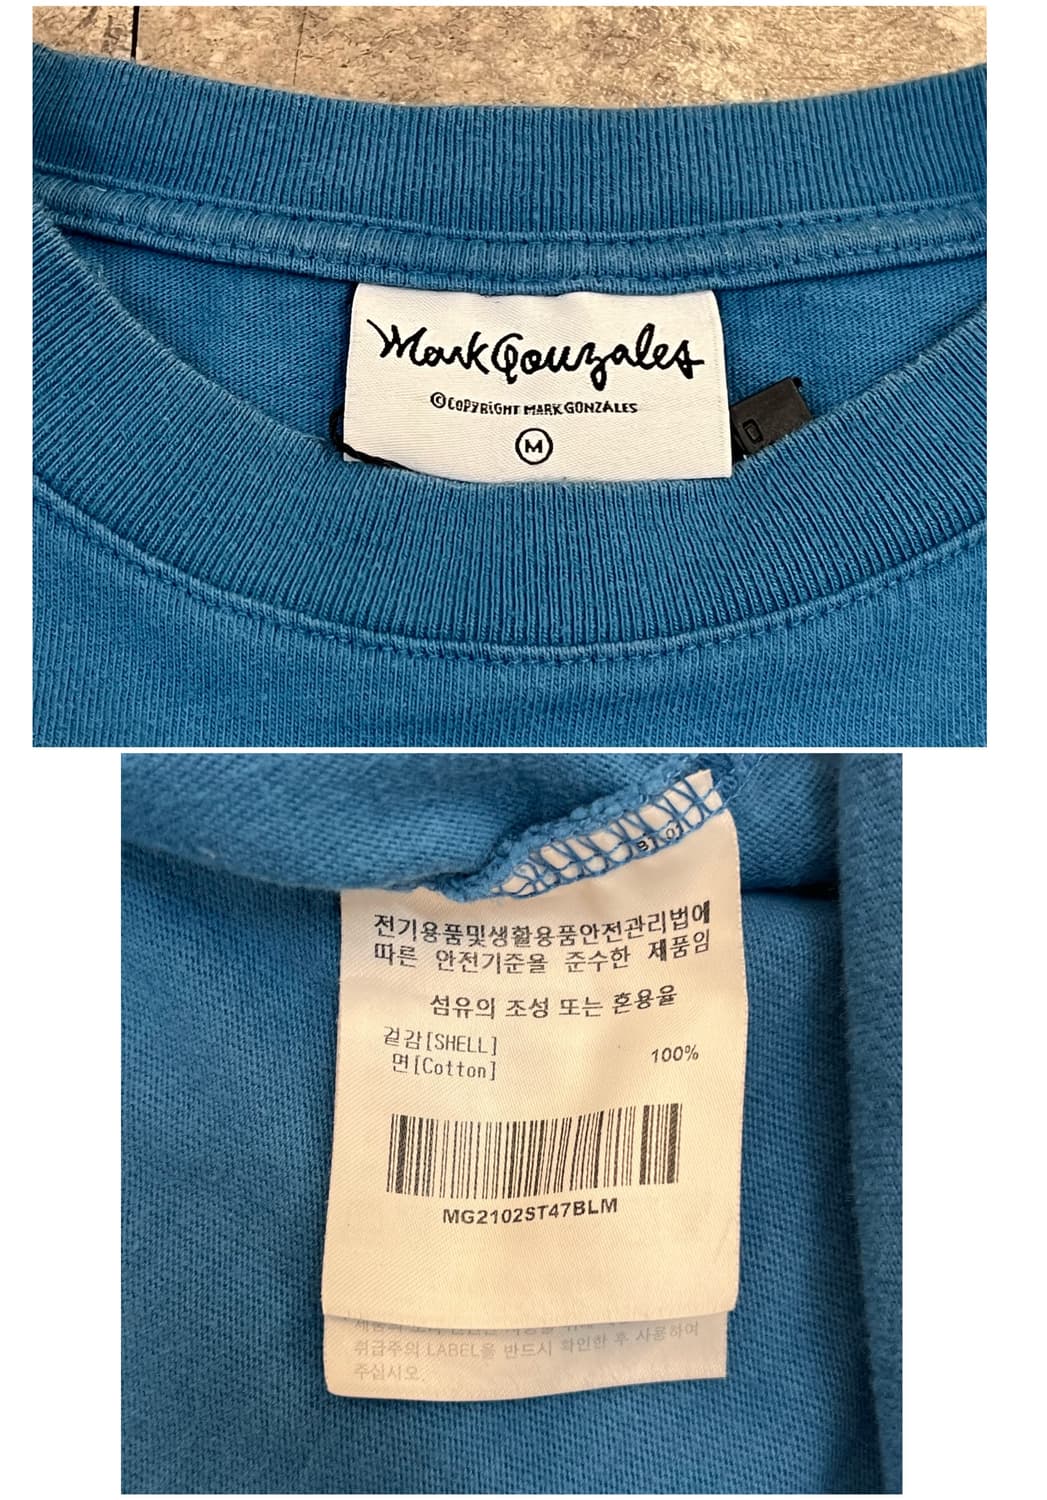 Mark Gonzales
©COPYRIGHT MARK GONZALES
M
전기용품및생활용품안전관리법에
따른 안전기준을 준수한 제품임
섬유의 조성 또는 혼용율
겉감[SHELL]
면[Cotton] 100%
MG2102ST47BLM
취급주의 LABEL을 반드시 확인한 후 사용하여
주십시오.